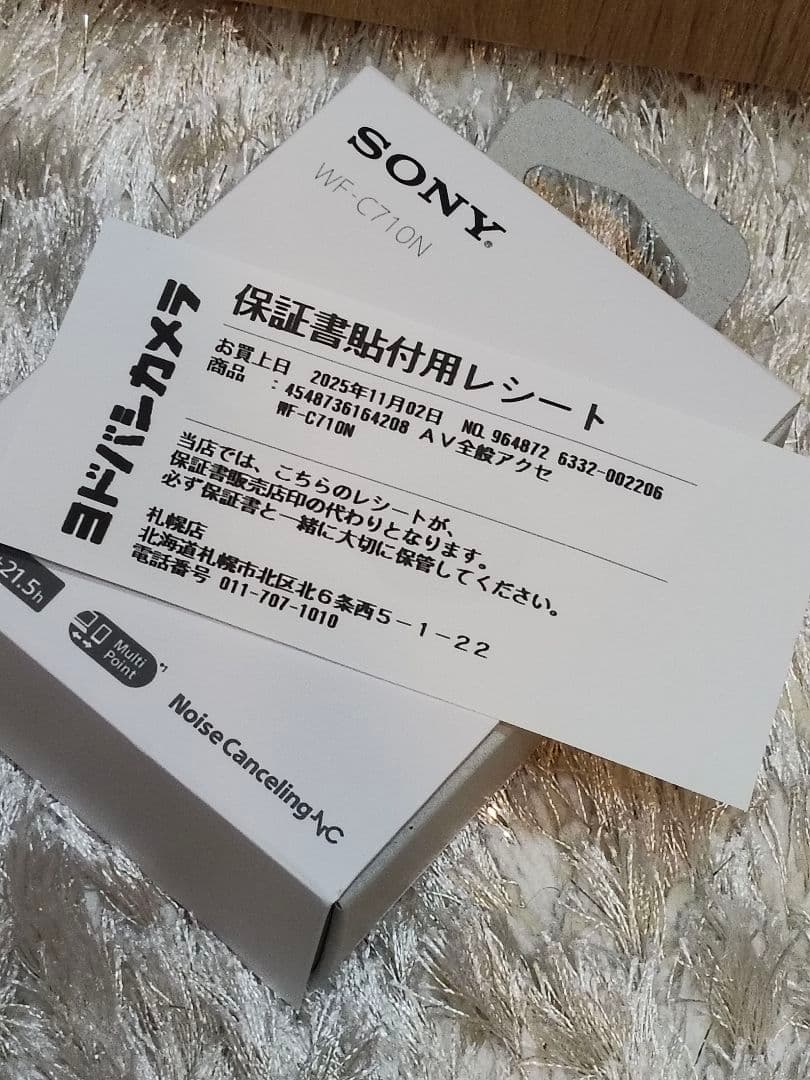 SONY®
WF-C710N
ヨドバシカメラ
保証書貼付用レシート
お買上日 2025年11月02日 NO. 964872 6332-002206
商品 :4548736164208 AV全般アクセ
WF-C710N
当店では、こちらのレシートが、
保証書販売店印の代わりとなります。
必ず保証書と一緒に大切に保管してください。
札幌店
北海道札幌市北区北6条西5-1-22
電話番号 011-707-1010
21.5h
Multi
Point *1
Noise Canceling NC